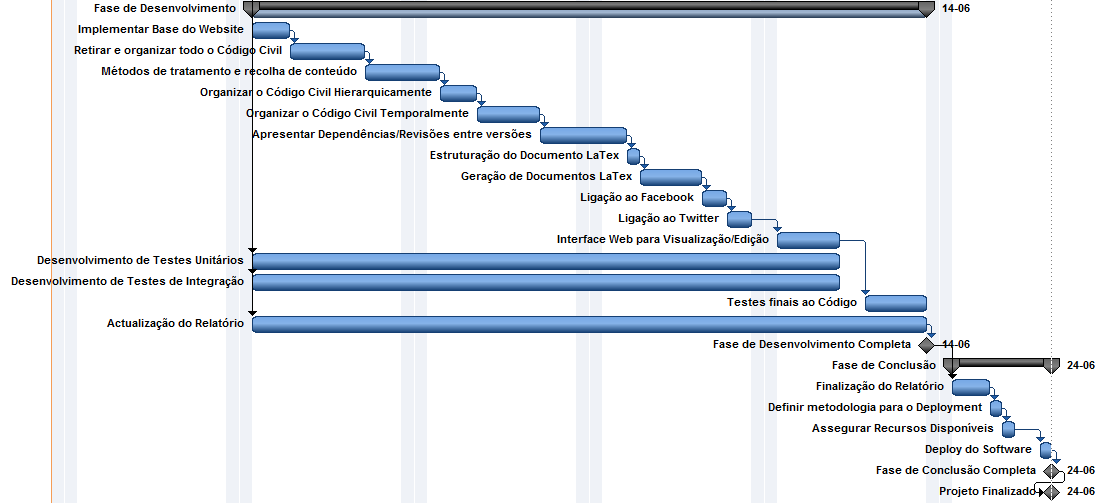 Fase de Desenvolvimento 14-06
Implementar Base do Website
Retirar e organizar todo o Código Civil
Métodos de tratamento e recolha de conteúdo
Organizar o Código Civil Hierarquicamente
Organizar o Código Civil Temporalmente
Apresentar Dependências/Revisões entre versões
Estruturação do Documento LaTex
Geração de Documentos LaTex
Ligação ao Facebook
Ligação ao Twitter
Interface Web para Visualização/Edição
Desenvolvimento de Testes Unitários
Desenvolvimento de Testes de Integração
Testes finais ao Código
Actualização do Relatório
Fase de Desenvolvimento Completa 14-06
Fase de Conclusão 24-06
Finalização do Relatório
Definir metodologia para o Deployment
Assegurar Recursos Disponíveis
Deploy do Software
Fase de Conclusão Completa 24-06
Projeto Finalizado 24-06